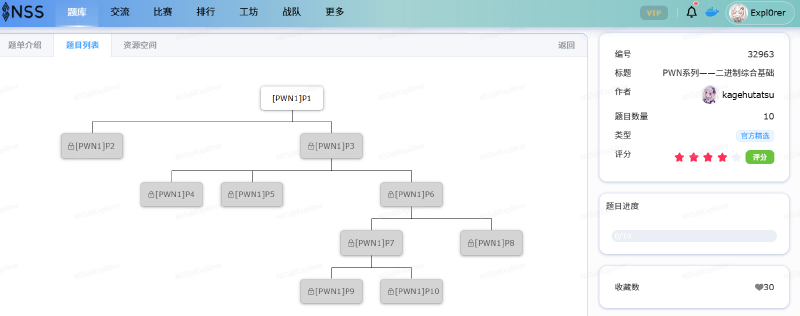 NSS 题库 交流 比赛 排行 工坊 战队 更多 VIP Expl0rer
题单介绍 题目列表 资源空间 返回
[PWN1]P1
[PWN1]P2 [PWN1]P3
[PWN1]P4 [PWN1]P5 [PWN1]P6
[PWN1]P7 [PWN1]P8
[PWN1]P9 [PWN1]P10
编号 32963
标题 PWN系列——二进制综合基础
作者 kagehutatsu
题目数量 10
类型 官方精选
评分 评分
题目进度
0/10
收藏数 30